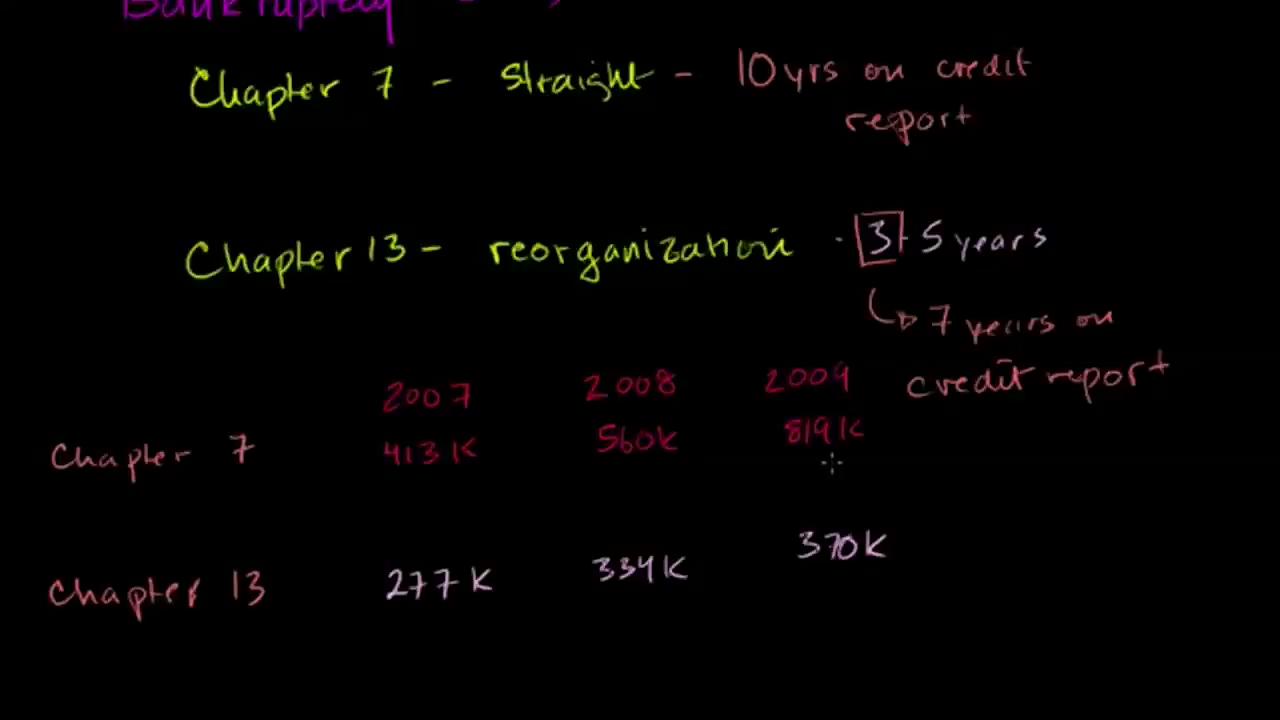 Bankruptcy -
Chapter 7 - Straight - 10 yrs on credit
report
Chapter 13 - reorganization - 3-5 years
7 years on
credit report
2007 2008 2009
Chapter 7 413K 560K 819K
Chapter 13 277K 334K 370K